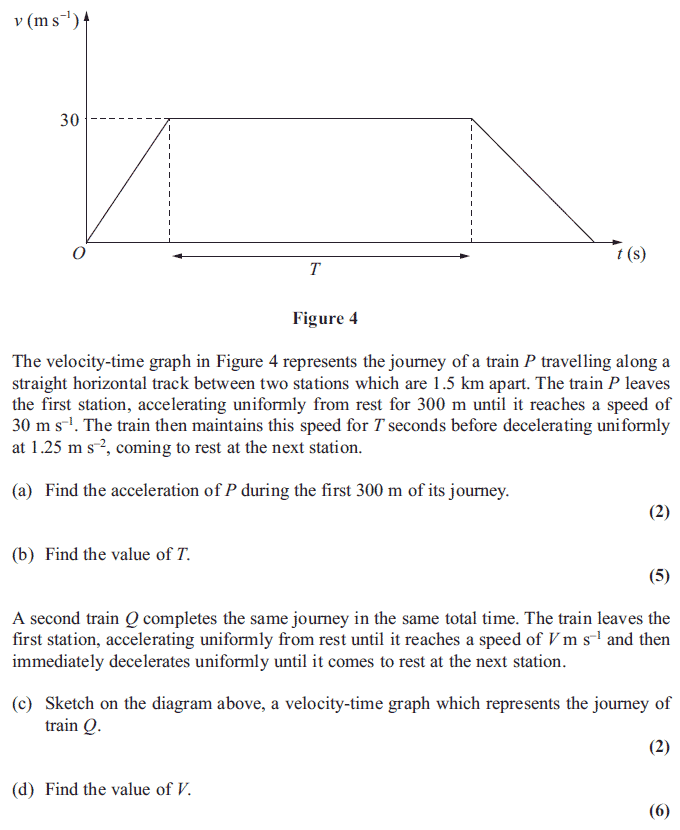 v (m s⁻¹)
30
O
T
t (s)
Figure 4
The velocity-time graph in Figure 4 represents the journey of a train P travelling along a
straight horizontal track between two stations which are 1.5 km apart. The train P leaves
the first station, accelerating uniformly from rest for 300 m until it reaches a speed of
30 m s⁻¹. The train then maintains this speed for T seconds before decelerating uniformly
at 1.25 m s⁻², coming to rest at the next station.
(a) Find the acceleration of P during the first 300 m of its journey.
(2)
(b) Find the value of T.
(5)
A second train Q completes the same journey in the same total time. The train leaves the
first station, accelerating uniformly from rest until it reaches a speed of V m s⁻¹ and then
immediately decelerates uniformly until it comes to rest at the next station.
(c) Sketch on the diagram above, a velocity-time graph which represents the journey of
train Q.
(2)
(d) Find the value of V.
(6)